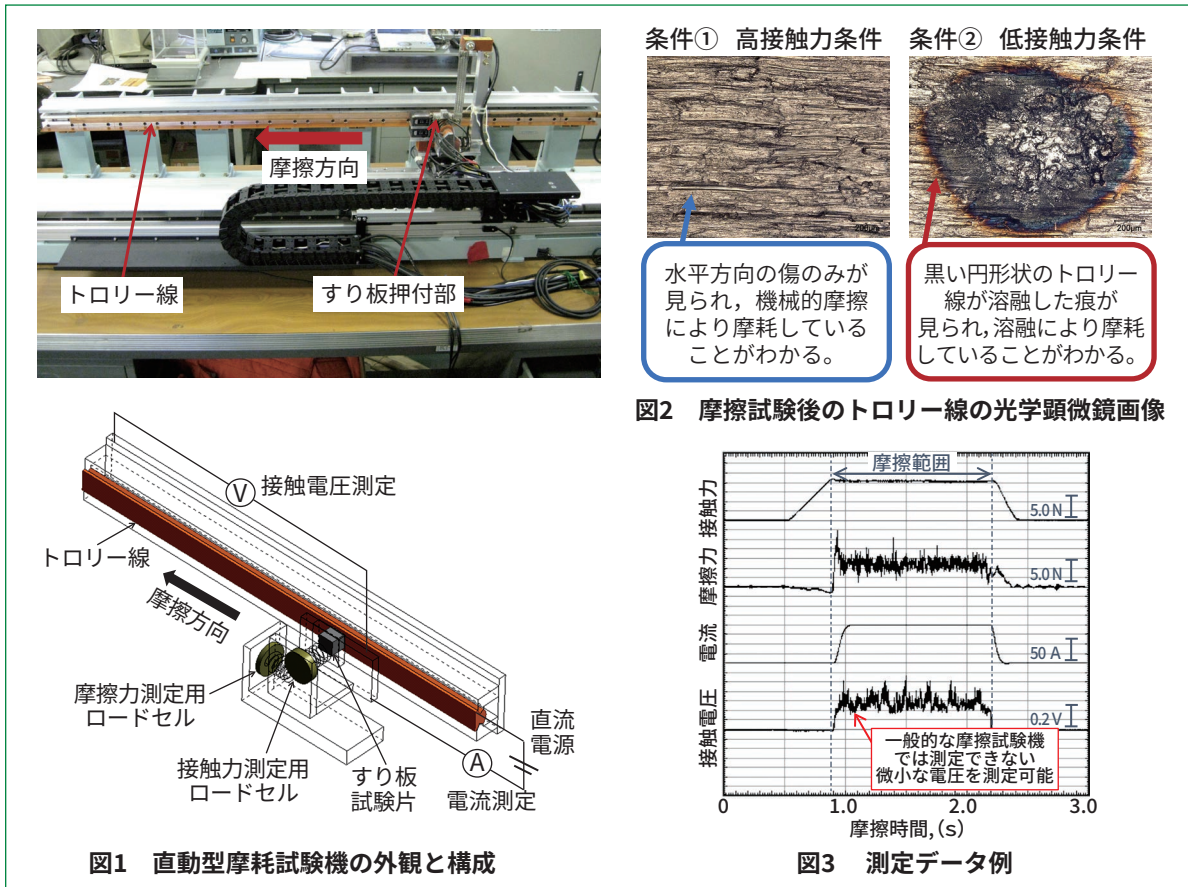 摩擦方向
トロリー線
すり板押付部
V
接触電圧測定
トロリー線
摩擦方向
摩擦力測定用
ロードセル
接触力測定用
ロードセル
すり板
試験片
A
電流測定
直流
電源
図1 直動型摩耗試験機の外観と構成
条件① 高接触力条件
条件② 低接触力条件
200μm
200μm
水平方向の傷のみが
見られ，機械的摩擦
により摩耗している
ことがわかる。
黒い円形状のトロリー
線が溶融した痕が
見られ，溶融により摩耗
していることがわかる。
図2 摩擦試験後のトロリー線の光学顕微鏡画像
摩擦範囲
接触力
5.0N
摩擦力
5.0N
電流
50A
接触電圧
0.2V
一般的な摩擦試験機
では測定できない
微小な電圧を測定可能
0 1.0 2.0 3.0
摩擦時間,(s)
図3 測定データ例